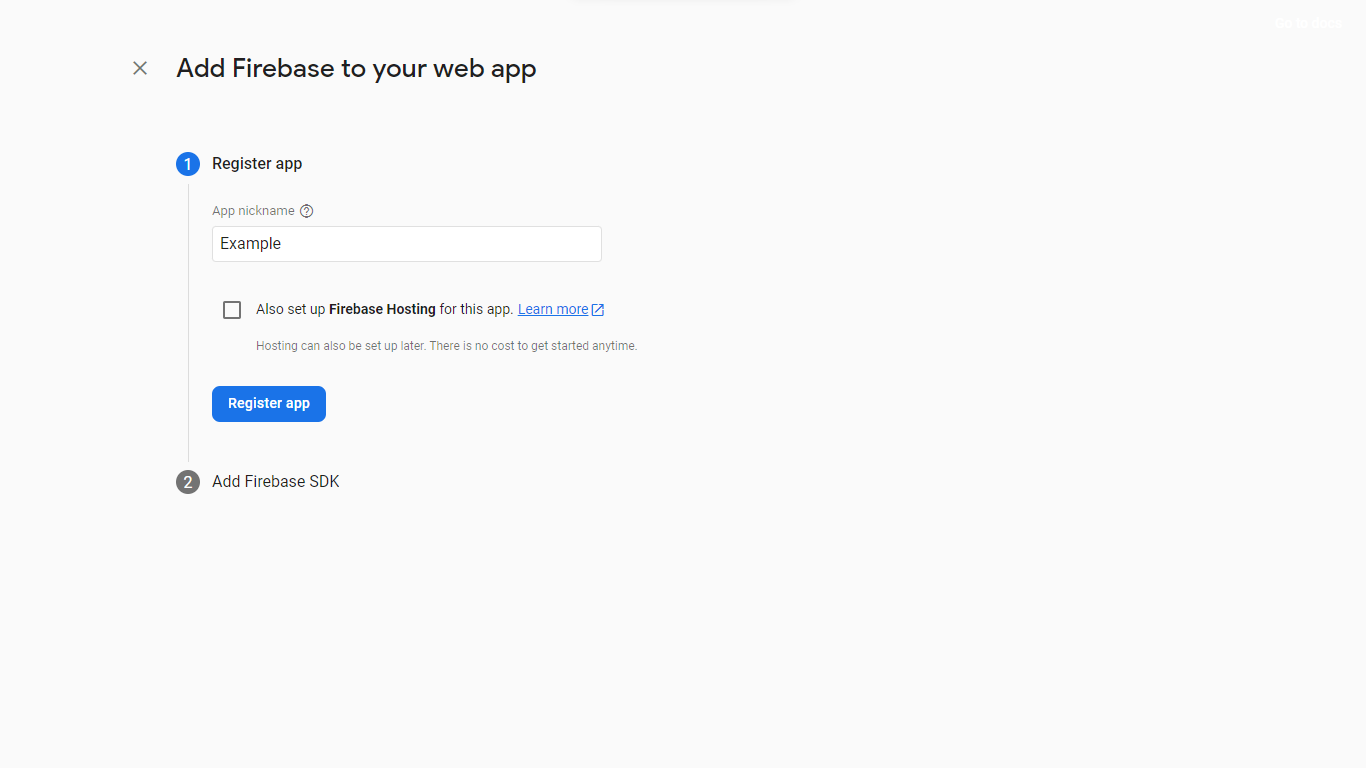 Go to docs
Add Firebase to your web app
1 Register app
App nickname
Example
Also set up Firebase Hosting for this app. Learn more
Hosting can also be set up later. There is no cost to get started anytime.
Register app
2 Add Firebase SDK